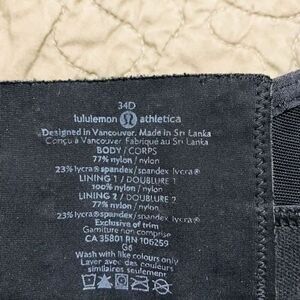 34D
lululemon athletica
Designed in Vancouver. Made in Sri Lanka
Conçu a Vancouver. Fabriqué au Sri Lanka
BODY / CORPS
77% nylon / nylon
23% lycra® spandex / spandex lycra®
LINING 1 / DOUBLURE 1
100% nylon / nylon
LINING 2 / DOUBLURE 2
77% nylon / nylon
23% lycra® spandex / spandex lycra®
Exclusive of trim
Garniture non comprise
CA 35801 RN 106259
G6
Wash with like colours only
Laver avec des couleurs
similaires seulement